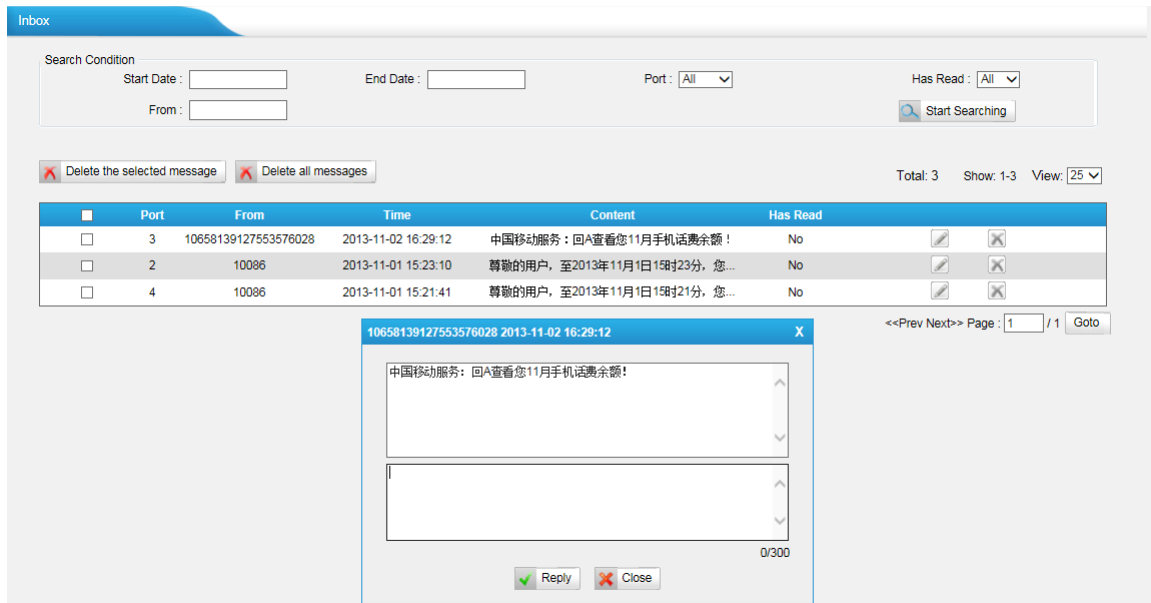 Inbox
Search Condition
Start Date : End Date : Port : All Has Read : All
From : Start Searching
Delete the selected message Delete all messages Total: 3 Show: 1-3 View: 25
Port From Time Content Has Read
3 10658139127553576028 2013-11-02 16:29:12 中国移动服务：回A查看您11月手机话费余额！ No
2 10086 2013-11-01 15:23:10 尊敬的用户，至2013年11月1日15时23分，您... No
4 10086 2013-11-01 15:21:41 尊敬的用户，至2013年11月1日15时21分，您... No
<<Prev Next>> Page : 1 / 1 Goto
10658139127553576028 2013-11-02 16:29:12 X
中国移动服务：回A查看您11月手机话费余额！
0/300
Reply Close